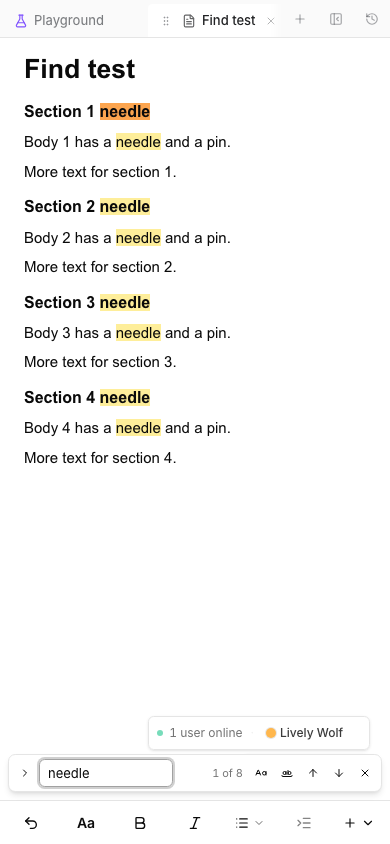 Playground
Find test
Find test
Section 1 needle
Body 1 has a needle and a pin.
More text for section 1.
Section 2 needle
Body 2 has a needle and a pin.
More text for section 2.
Section 3 needle
Body 3 has a needle and a pin.
More text for section 3.
Section 4 needle
Body 4 has a needle and a pin.
More text for section 4.
1 user online Lively Wolf
needle 1 of 8 Aa ab
Aa B I